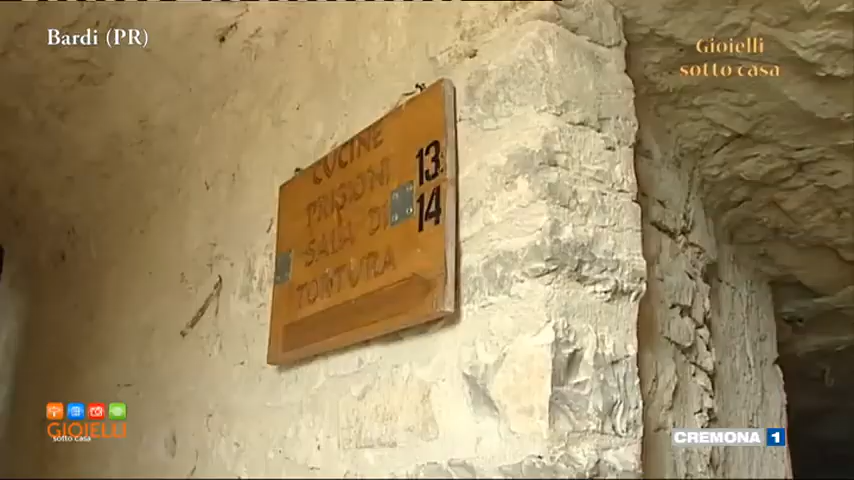 Bardi (PR)
Gioielli
sotto casa
CUCINE
PRIGIONI
SALA DI
TORTURA
13
14
GIOIELLI
sotto casa
CREMONA 1